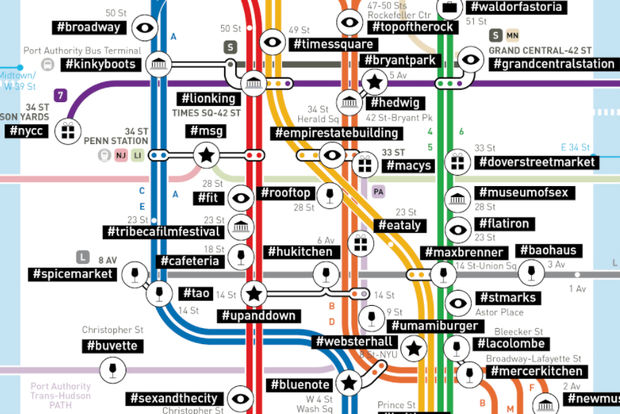 50 St
#broadway
A
50 St
49 St
#timessquare
47-50 Sts
Rockefeller Ctr
#topoftherock
#waldorfastoria
51 St
S MN
GRAND CENTRAL-42 ST
#grandcentralstation
Port Authority Bus Terminal
#kinkyboots
S
#bryantpark
5 Av
Midtown/
W 39 St
7
34 ST
SON YARDS
#nycc
#lionking
TIMES SQ-42 ST
#hedwig
42 St-Bryant Pk
34 ST
PENN STATION
NJ LI
#msg
34 St
Herald Sq
#empirestatebuilding
33 ST
#macys
PA
4 6
5
33 St
#doverstreetmarket
E 34 St
C A
E
28 St
#fit
#rooftop
28 St
#museumofsex
28 St
23 St
#tribecafilmfestival
23 St
23 St
#eataly
#flatiron
23 St
18 St
#cafeteria
6 Av
#hukitchen
#maxbrenner
14 St-Union Sq
#baohaus
3 Av
L
1 Av
L 8 AV
#spicemarket
#tao
14 St
#upanddown
14 St
B
D
#stmarks
Astor Place
9 St
#umamiburger
Christopher St
#buvette
#websterhall
8 St-NYU
Bleecker St
#lacolombe
Broadway-Lafayette St
#mercerkitchen
Port Authority
Trans-Hudson
PATH
#bluenote
W 4 St
Wash Sq
#sexandthecity
Christopher St
Prince St
B
M
D
F
2 Av
#newmus